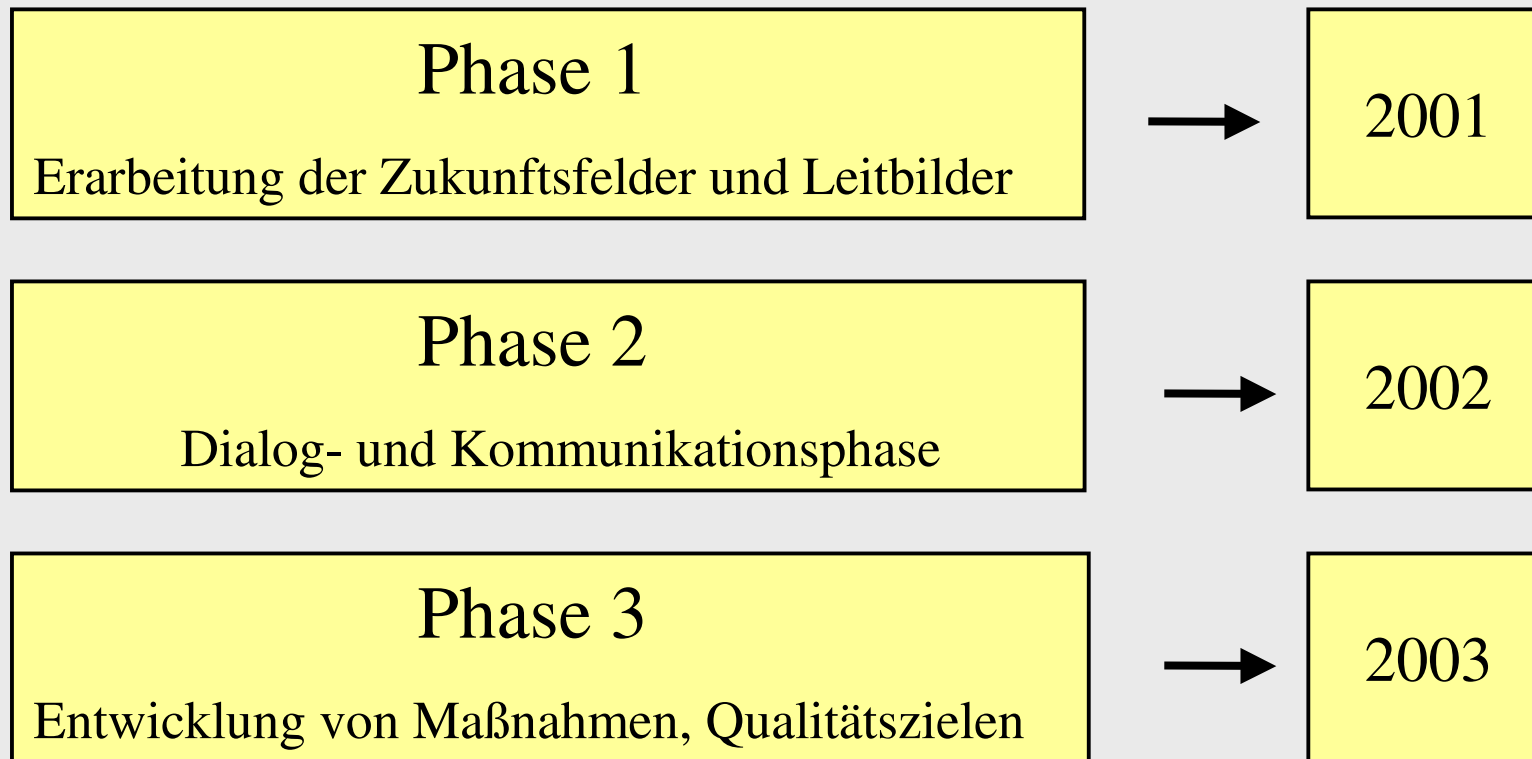 Phase 1
Erarbeitung der Zukunftsfelder und Leitbilder
2001
Phase 2
Dialog- und Kommunikationsphase
2002
Phase 3
Entwicklung von Maßnahmen, Qualitätszielen
2003